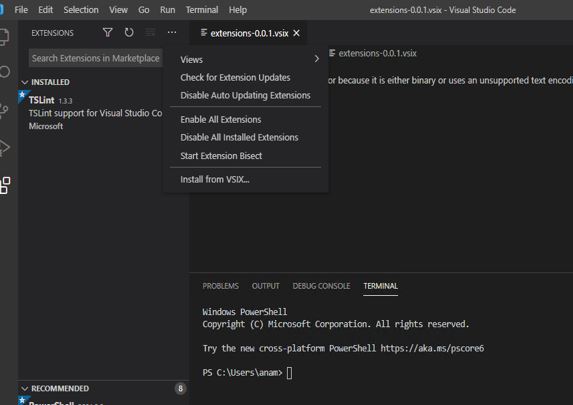 File Edit Selection View Go Run Terminal Help
extensions-0.0.1.vsix - Visual Studio Code
EXTENSIONS
extensions-0.0.1.vsix
Search Extensions in Marketplace
Views
extensions-0.0.1.vsix
Check for Extension Updates
or because it is either binary or uses an unsupported text encodi
INSTALLED
Disable Auto Updating Extensions
TSLint 1.3.3
TSLint support for Visual Studio Co
Enable All Extensions
Microsoft
Disable All Installed Extensions
Start Extension Bisect
Install from VSIX...
PROBLEMS OUTPUT DEBUG CONSOLE TERMINAL
Windows PowerShell
Copyright (C) Microsoft Corporation. All rights reserved.
Try the new cross-platform PowerShell https://aka.ms/pscore6
PS C:\Users\anam>
RECOMMENDED 8
PowerShell